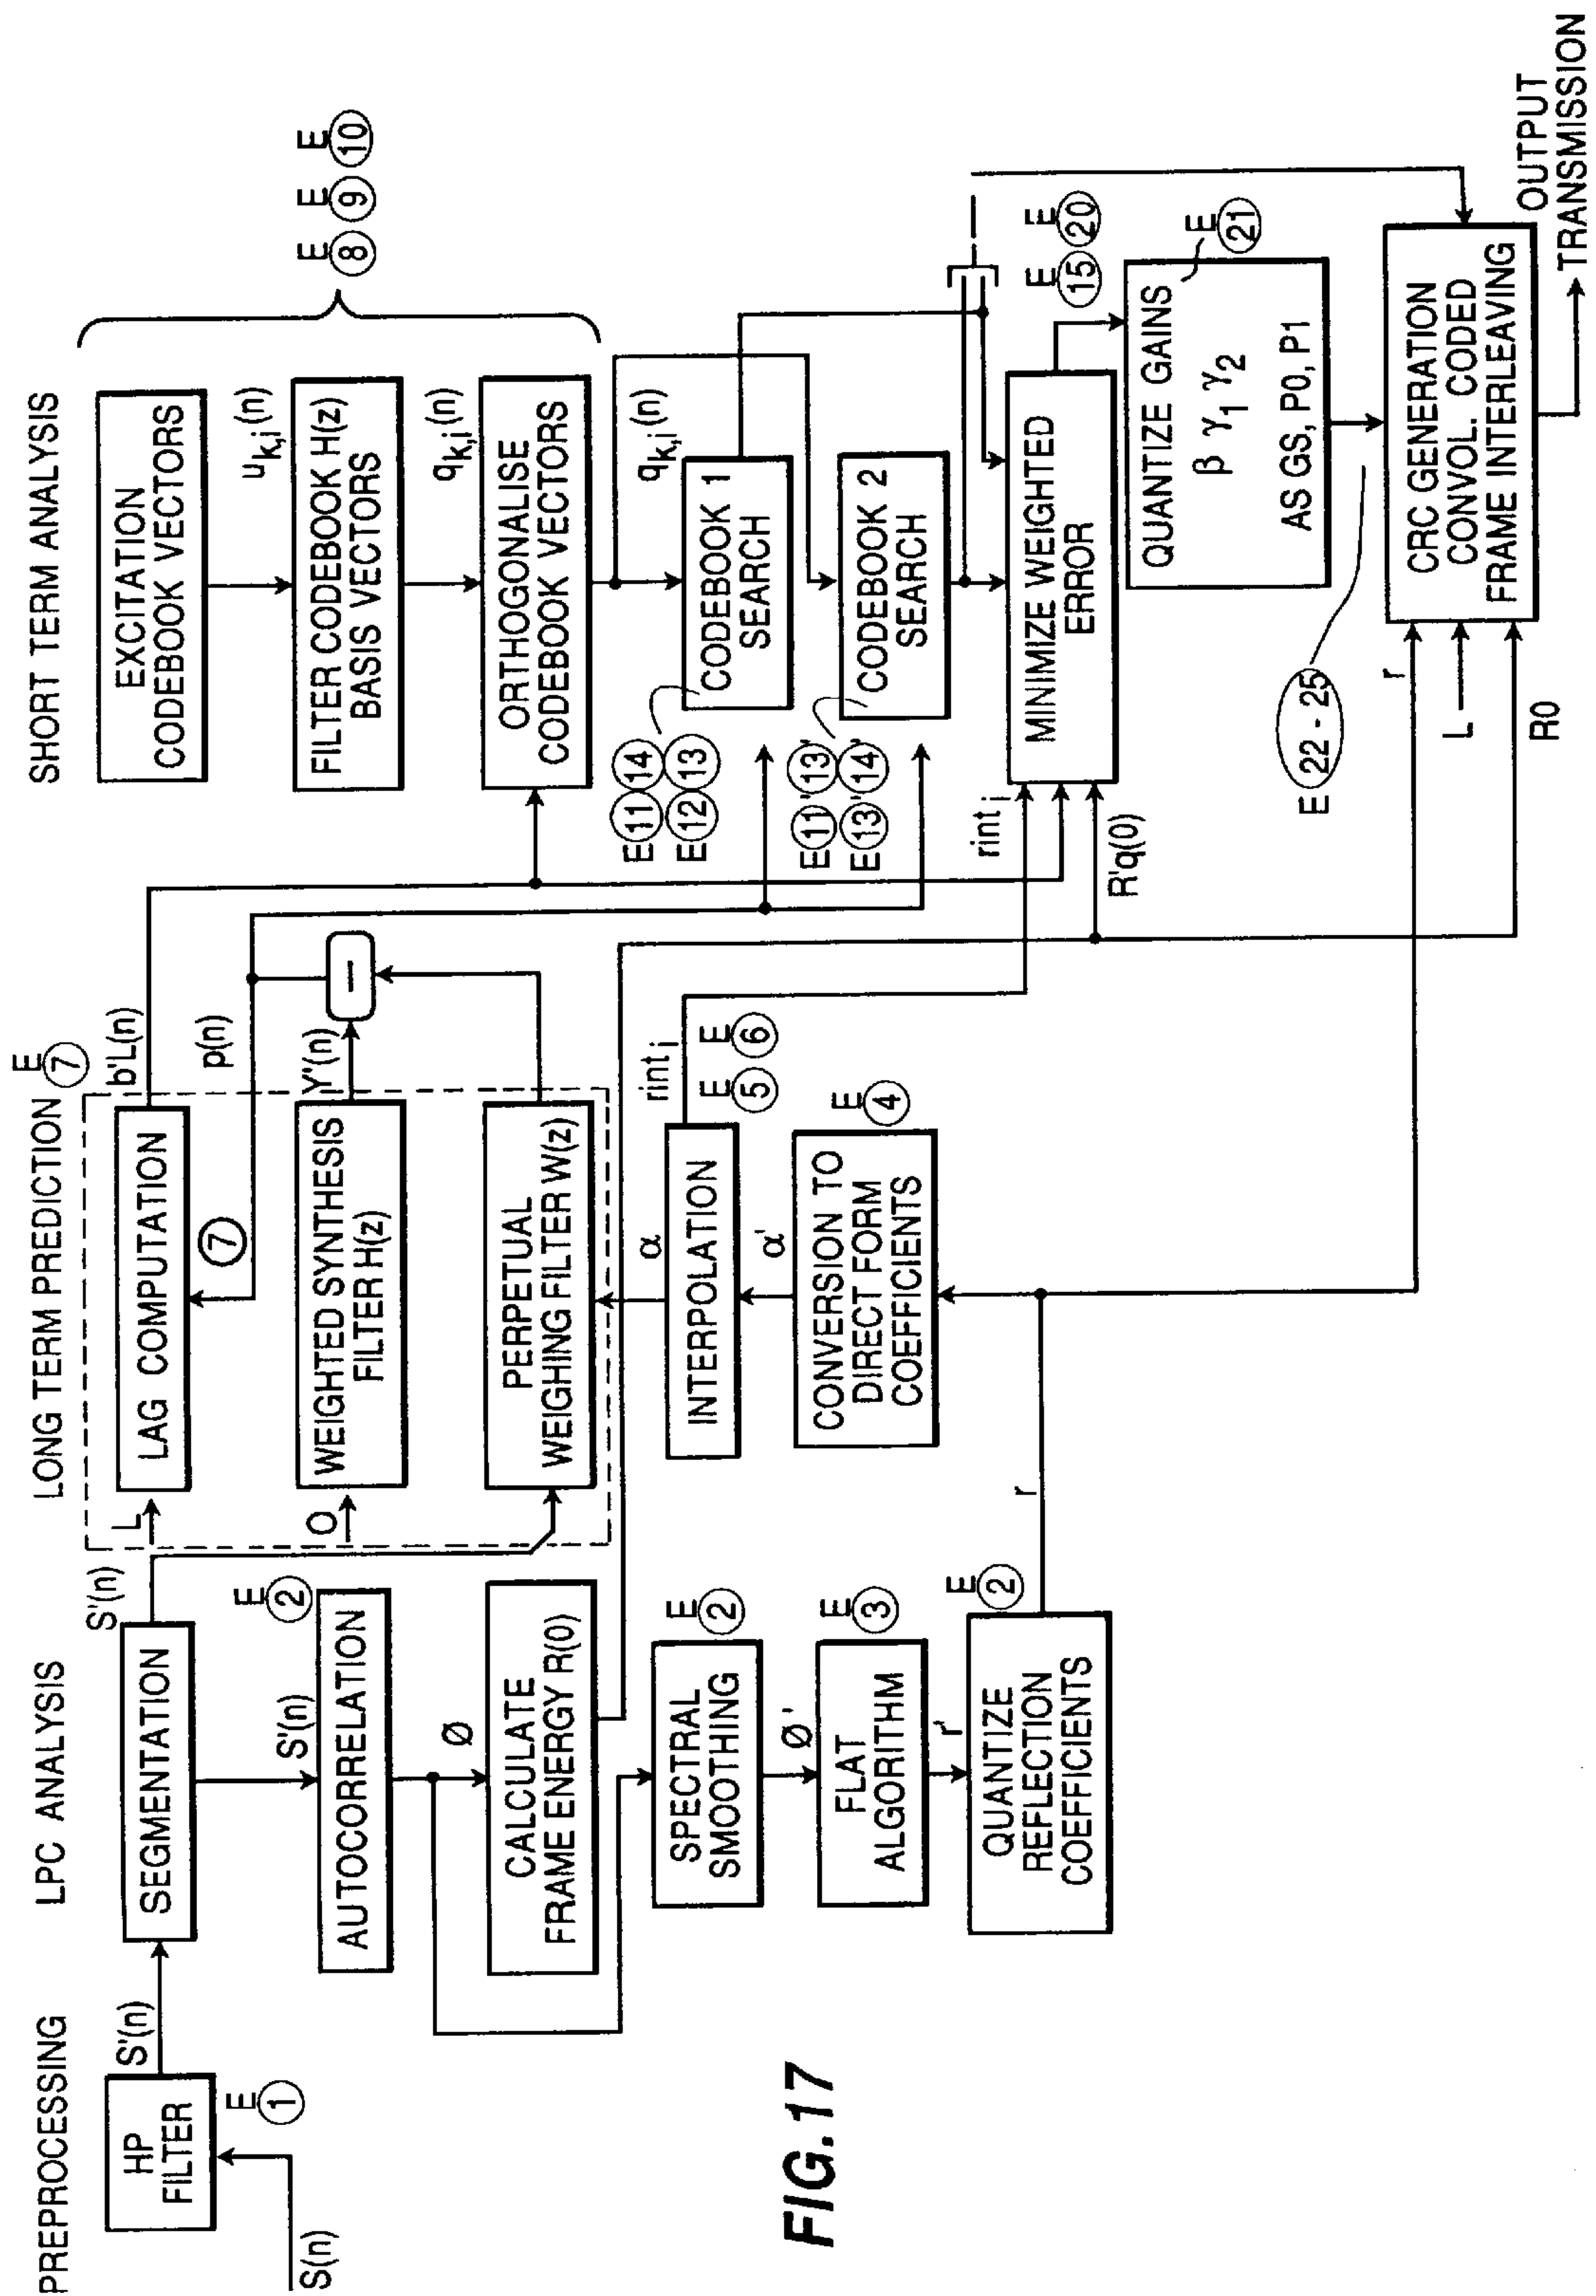 PREPROCESSING
HP
FILTER
E
1
S(n)
S'(n)
LPC ANALYSIS
SEGMENTATION
S'(n)
S'(n)
E
2
AUTOCORRELATION
Ø
CALCULATE
FRAME ENERGY R(0)
E
2
SPECTRAL
SMOOTHING
Ø'
E
3
FLAT
ALGORITHM
r'
E
2
QUANTIZE
REFLECTION
COEFFICIENTS
r
LONG TERM PREDICTION
E
7
L
LAG COMPUTATION
b'L(n)
7
p(n)
O
WEIGHTED SYNTHESIS
FILTER H(z)
Y'(n)
–
PERPETUAL
WEIGHING FILTER W(z)
α
INTERPOLATION
rint i
E E
5 6
α'
E
4
CONVERSION TO
DIRECT FORM
COEFFICIENTS
SHORT TERM ANALYSIS
EXCITATION
CODEBOOK VECTORS
u k,i (n)
E E E
8 9 10
FILTER CODEBOOK H(z)
BASIS VECTORS
q k,i (n)
ORTHOGONALISE
CODEBOOK VECTORS
q k,i (n)
E 11 14
E 12 13
CODEBOOK 1
SEARCH
E 11' 13'
E 13' 14'
CODEBOOK 2
SEARCH
rint i
R'q(0)
MINIMIZE WEIGHTED
ERROR
E E
15 20
QUANTIZE GAINS
β γ1 γ2
AS GS, P0, P1
E
21
E 22 - 25
r
L
R0
CRC GENERATION
CONVOL. CODED
FRAME INTERLEAVING
OUTPUT
TRANSMISSION
FIG.17